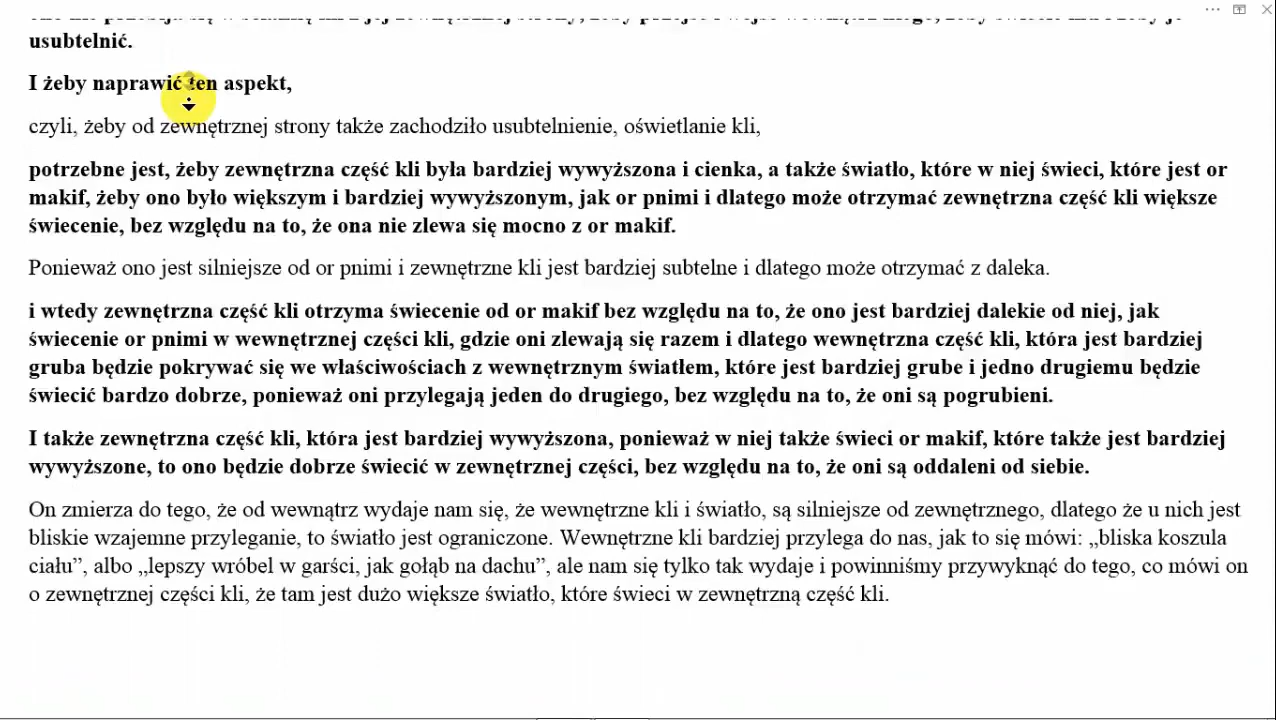 usubtelnić.
I żeby naprawić ten aspekt,
czyli, żeby od zewnętrznej strony także zachodziło usubtelnienie, oświetlanie kli,
potrzebne jest, żeby zewnętrzna część kli była bardziej wywyższona i cienka, a także światło, które w niej świeci, które jest or
makif, żeby ono było większym i bardziej wywyższonym, jak or pnimi i dlatego może otrzymać zewnętrzna część kli większe
świecenie, bez względu na to, że ona nie zlewa się mocno z or makif.
Ponieważ ono jest silniejsze od or pnimi i zewnętrzne kli jest bardziej subtelne i dlatego może otrzymać z daleka.
i wtedy zewnętrzna część kli otrzyma świecenie od or makif bez względu na to, że ono jest bardziej dalekie od niej, jak
świecenie or pnimi w wewnętrznej części kli, gdzie oni zlewają się razem i dlatego wewnętrzna część kli, która jest bardziej
gruba będzie pokrywać się we właściwościach z wewnętrznym światłem, które jest bardziej grube i jedno drugiemu będzie
świecić bardzo dobrze, ponieważ oni przylegają jeden do drugiego, bez względu na to, że oni są pogrubieni.
I także zewnętrzna część kli, która jest bardziej wywyższona, ponieważ w niej także świeci or makif, które także jest bardziej
wywyższone, to ono będzie dobrze świecić w zewnętrznej części, bez względu na to, że oni są oddaleni od siebie.
On zmierza do tego, że od wewnątrz wydaje nam się, że wewnętrzne kli i światło, są silniejsze od zewnętrznego, dlatego że u nich jest
bliskie wzajemne przyleganie, to światło jest ograniczone. Wewnętrzne kli bardziej przylega do nas, jak to się mówi: „bliska koszula
ciału”, albo „lepszy wróbel w garści, jak gołąb na dachu”, ale nam się tylko tak wydaje i powinniśmy przywyknąć do tego, co mówi on
o zewnętrznej części kli, że tam jest dużo większe światło, które świeci w zewnętrzną część kli.